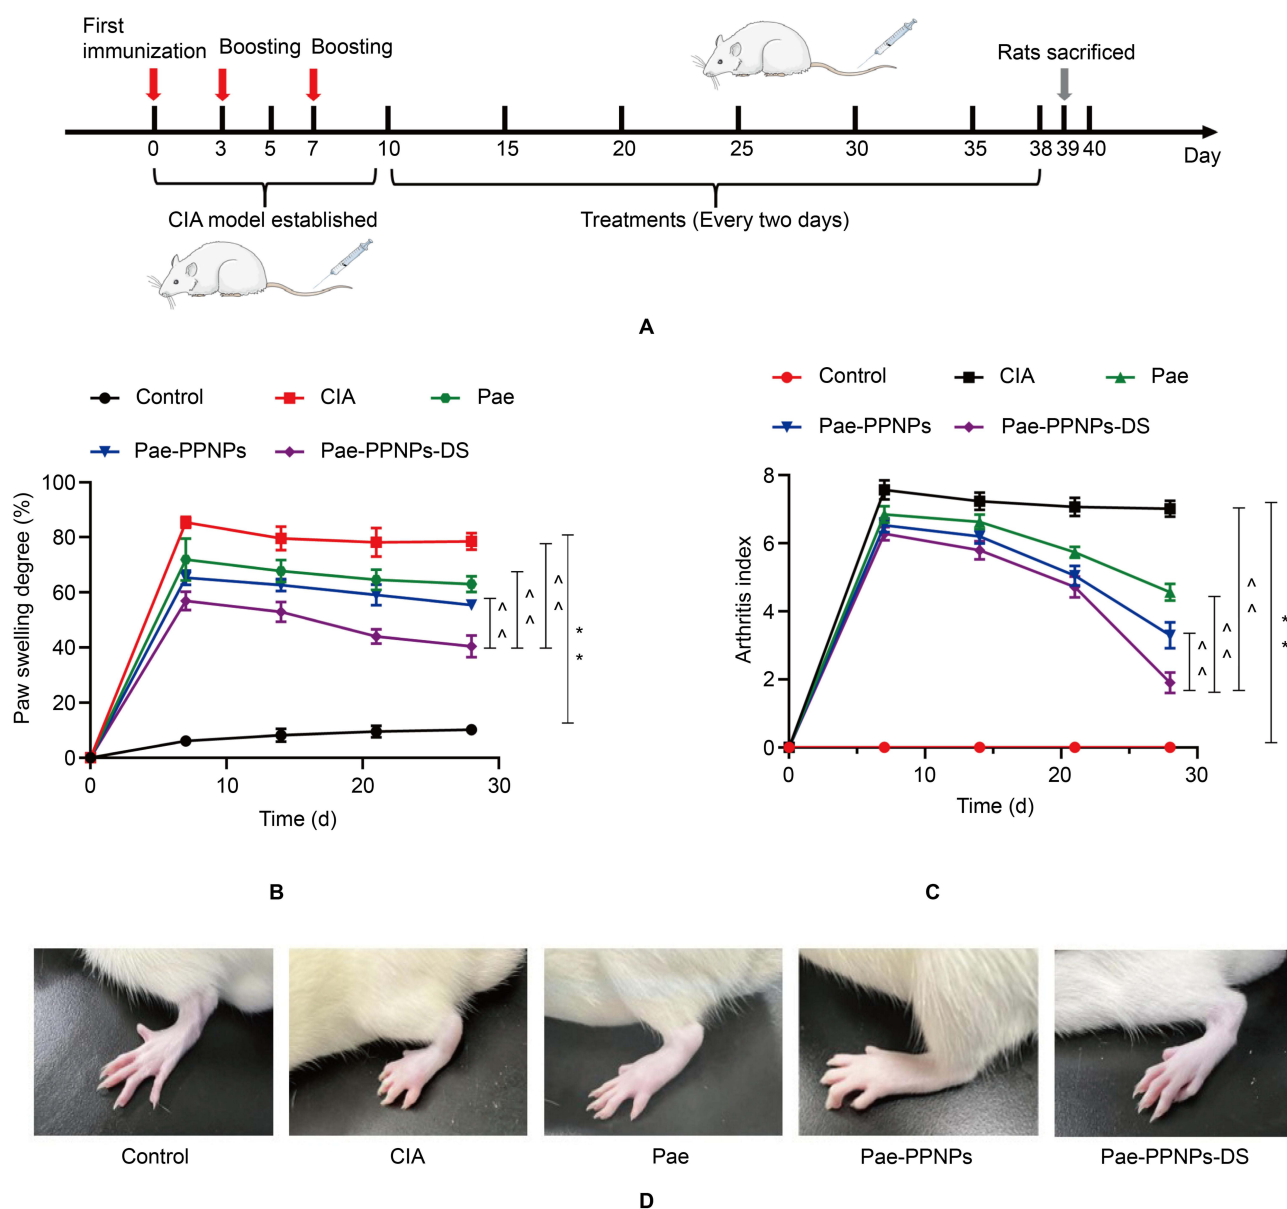 First
immunization
Boosting
Boosting
Rats sacrificed
0 3 5 7 10 15 20 25 30 35 38 39 40
Day
CIA model established
Treatments (Every two days)
A
Control CIA Pae
Pae-PPNPs Pae-PPNPs-DS
Paw swelling degree (%)
100
80
60
40
20
0
0 10 20 30
Time (d)
^
^
^
^
^
^
*
*
B
Control CIA Pae
Pae-PPNPs Pae-PPNPs-DS
Arthritis index
8
6
4
2
0
0 10 20 30
Time (d)
^
^
^
^
^
^
*
*
C
Control CIA Pae Pae-PPNPs Pae-PPNPs-DS
D